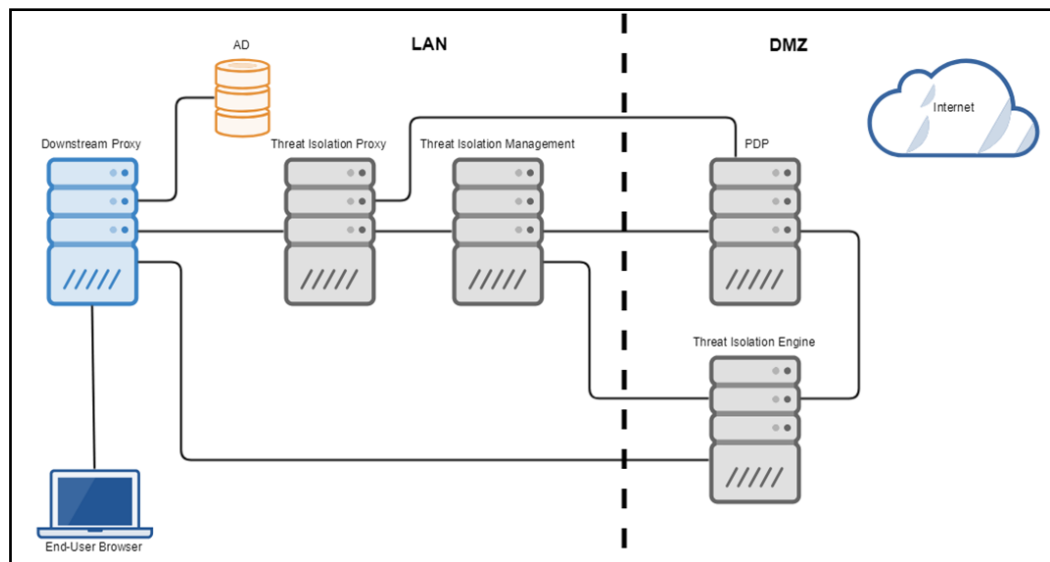 LAN
DMZ
AD
Internet
Downstream Proxy
Threat Isolation Proxy
Threat Isolation Management
PDP
Threat Isolation Engine
End-User Browser